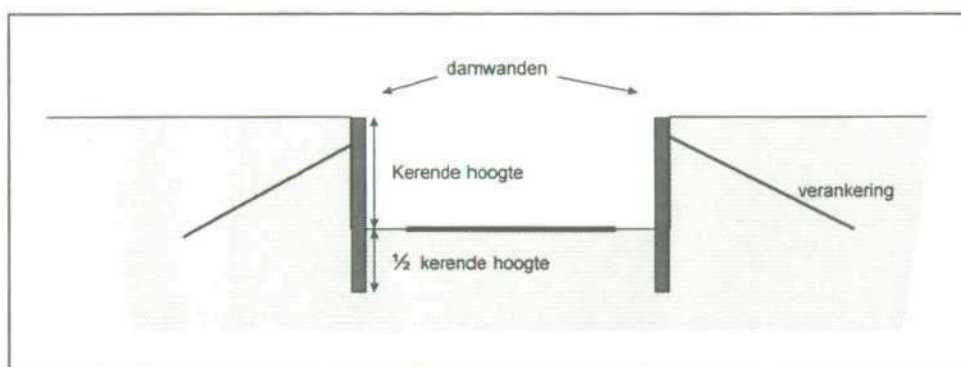 damwanden
Kerende hoogte
verankering
½ kerende hoogte